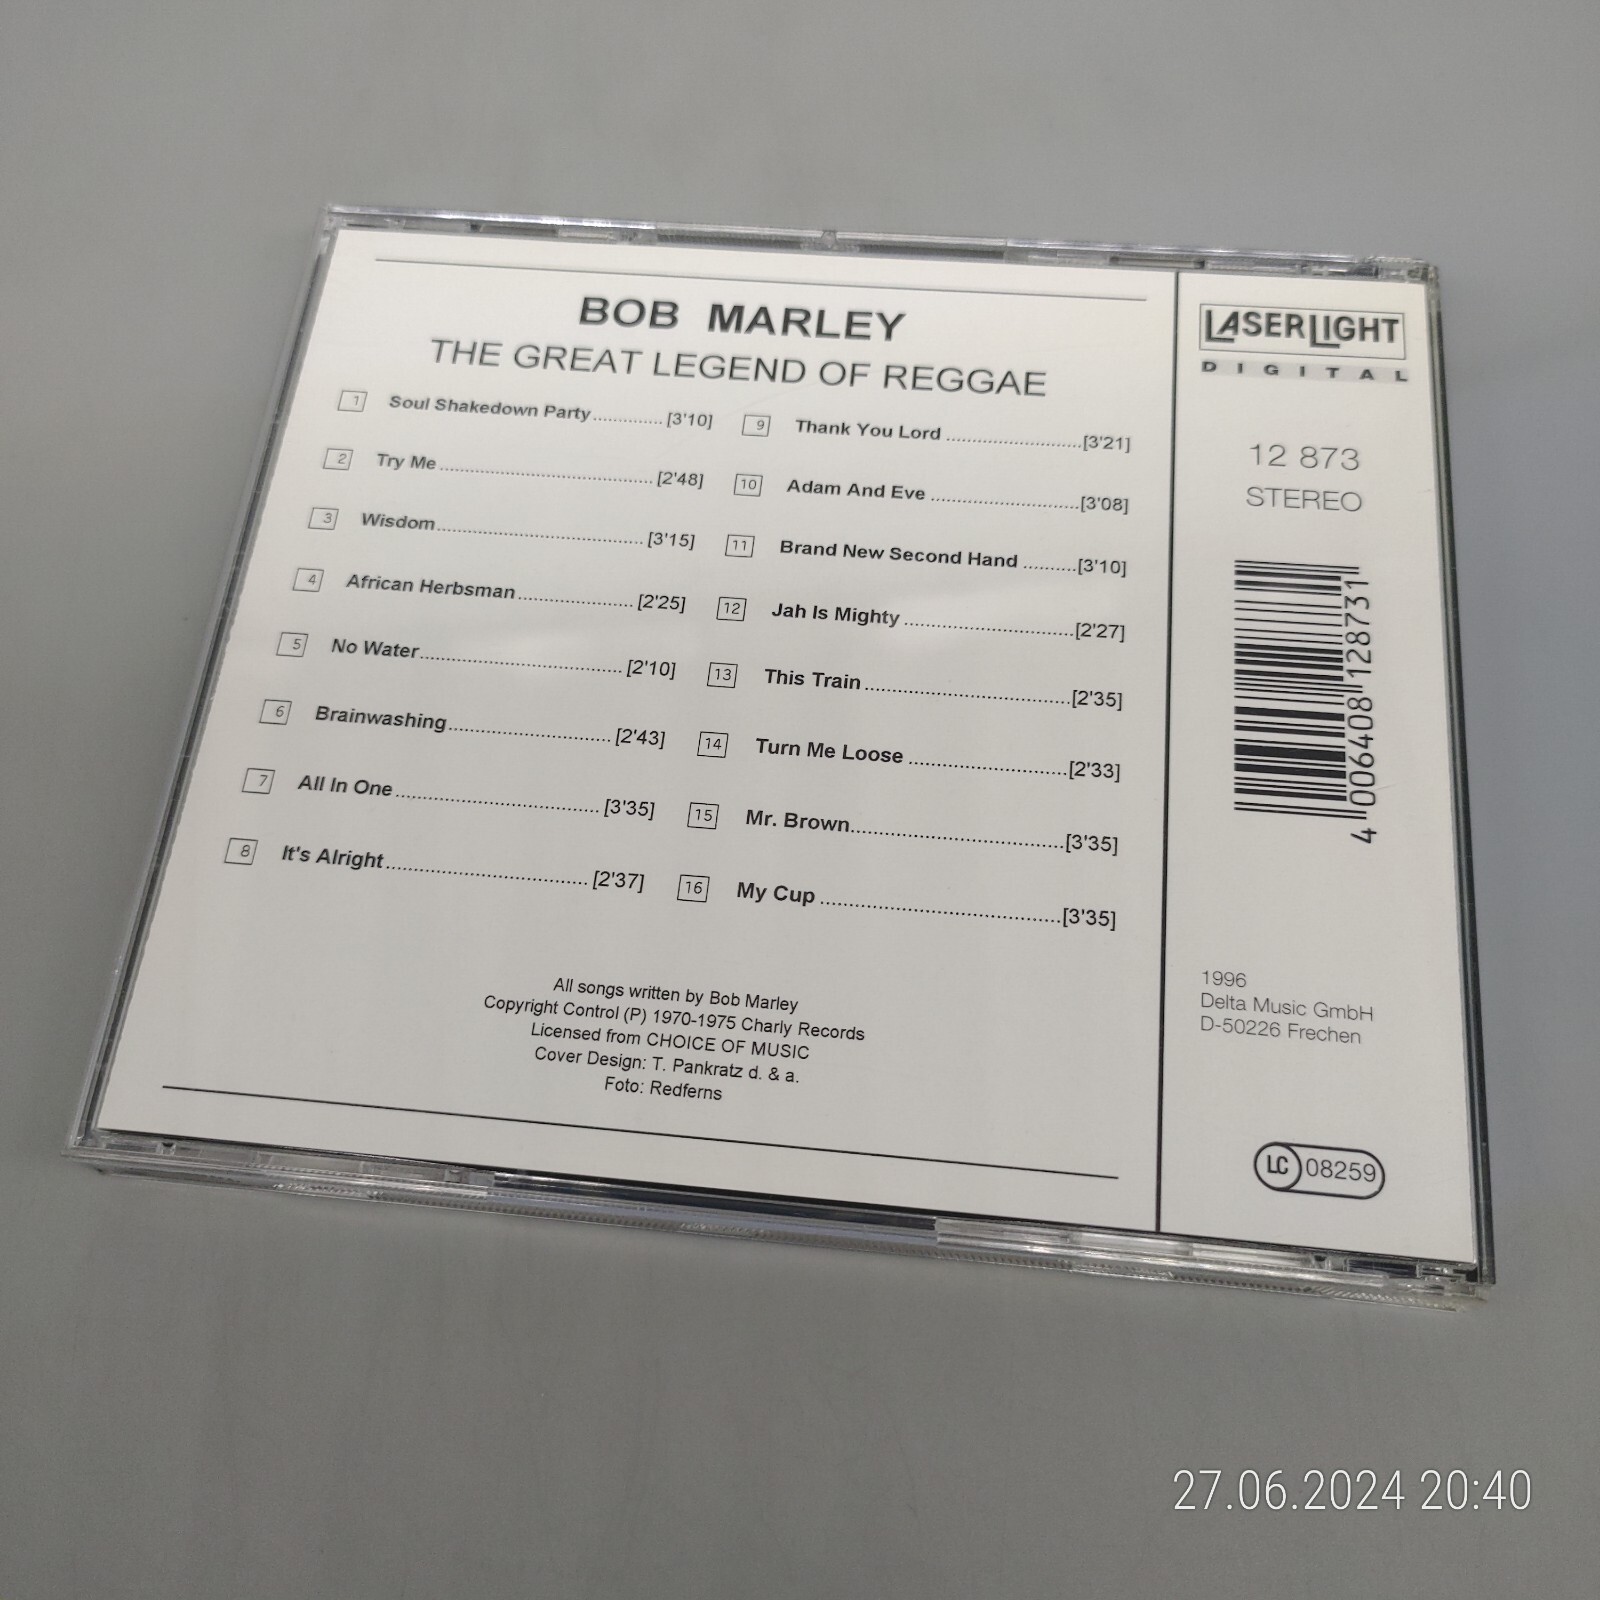 BOB MARLEY
THE GREAT LEGEND OF REGGAE
1 Soul Shakedown Party.............[3'10]
2 Try Me....................................[2'48]
3 Wisdom...................................[3'15]
4 African Herbsman....................[2'25]
5 No Water..................................[2'10]
6 Brainwashing...........................[2'43]
7 All In One.................................[3'35]
8 It's Alright.................................[2'37]
9 Thank You Lord.......................[3'21]
10 Adam And Eve.......................[3'08]
11 Brand New Second Hand..........[3'10]
12 Jah Is Mighty............................[2'27]
13 This Train..................................[2'35]
14 Turn Me Loose.........................[2'33]
15 Mr. Brown..................................[3'35]
16 My Cup.....................................[3'35]
All songs written by Bob Marley
Copyright Control (P) 1970-1975 Charly Records
Licensed from CHOICE OF MUSIC
Cover Design: T. Pankratz d. & a.
Foto: Redferns
LASERLIGHT
DIGITAL
12 873
STEREO
4 006408 128731
1996
Delta Music GmbH
D-50226 Frechen
LC 08259
27.06.2024 20:40